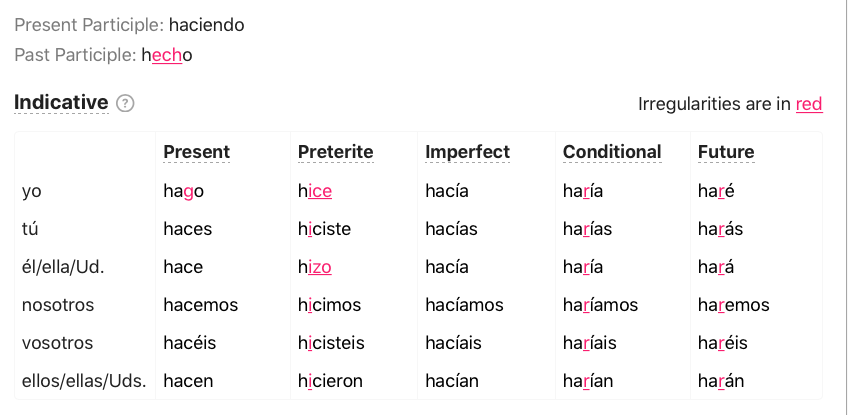 Present Participle: haciendo
Past Participle: hecho
Indicative ?
Irregularities are in red
Present Preterite Imperfect Conditional Future
yo hago hice hacía haría haré
tú haces hiciste hacías harías harás
él/ella/Ud. hace hizo hacía haría hará
nosotros hacemos hicimos hacíamos haríamos haremos
vosotros hacéis hicisteis hacíais haríais haréis
ellos/ellas/Uds. hacen hicieron hacían harían harán